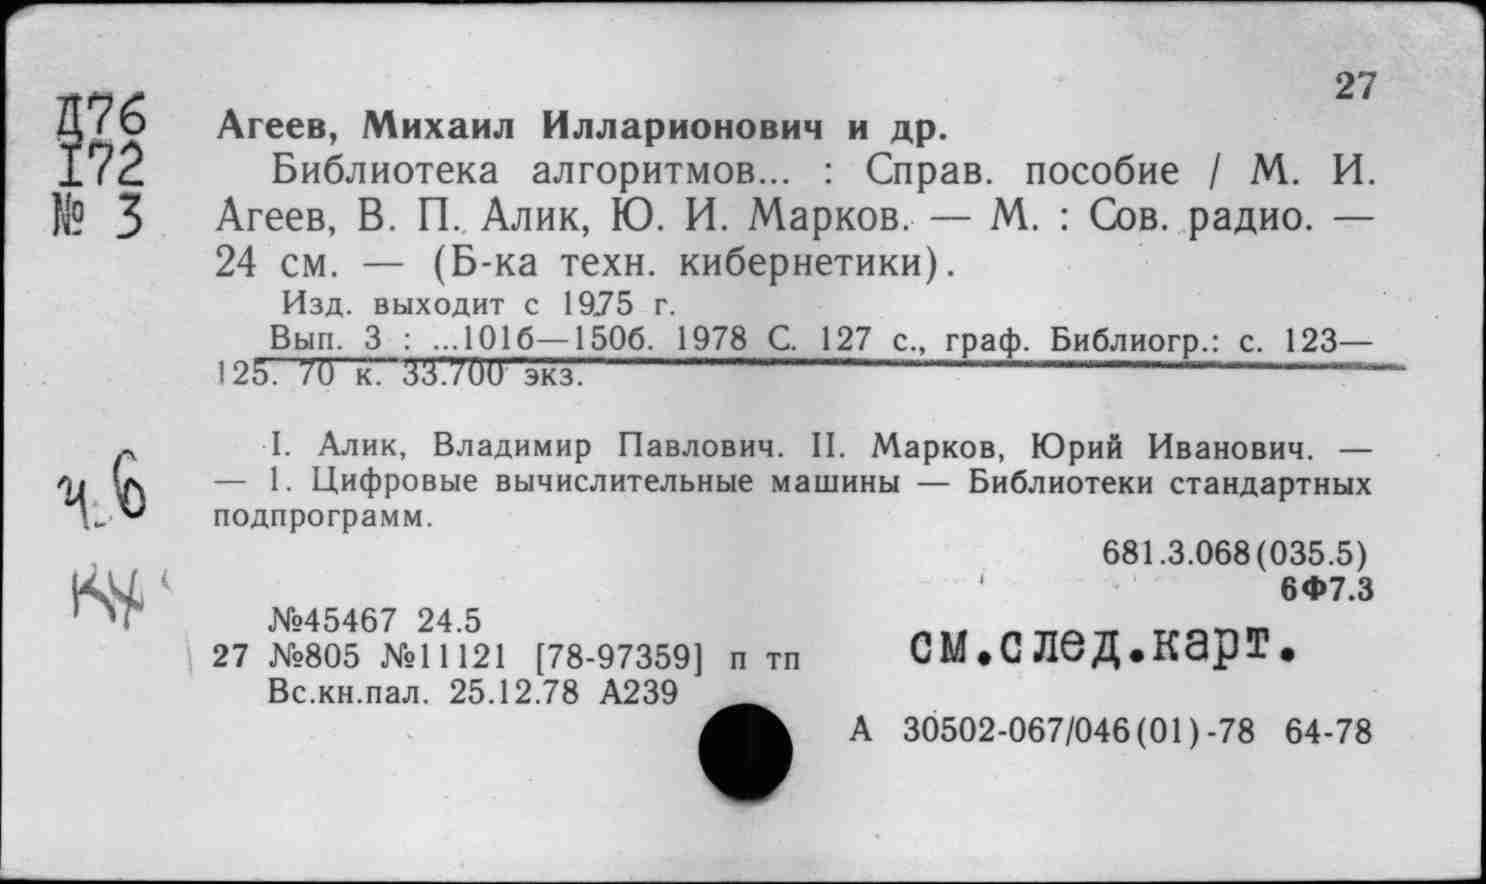 27
Д76
I72
№ 3
Агеев, Михаил Илларионович и др.
Библиотека алгоритмов... : Справ. пособие / М. И.
Агеев, В. П. Алик, Ю. И. Марков. — М. : Сов. радио. —
24 см. — (Б-ка техн. кибернетики).
Изд. выходит с 1975 г.
Вып. 3 : ...101б—150б. 1978 С. 127 с., граф. Библиогр.: с. 123—
125. 70 к. 33.700 экз.
I. Алик, Владимир Павлович. II. Марков, Юрий Иванович. —
— 1. Цифровые вычислительные машины — Библиотеки стандартных
подпрограмм.
681.3.068(035.5)
6Ф7.3
№45467 24.5
27 №805 №11121 [78-97359] п тп
см.след.карт.
Вс.кн.пал. 25.12.78 А239
А 30502-067/046(01)-78 64-78